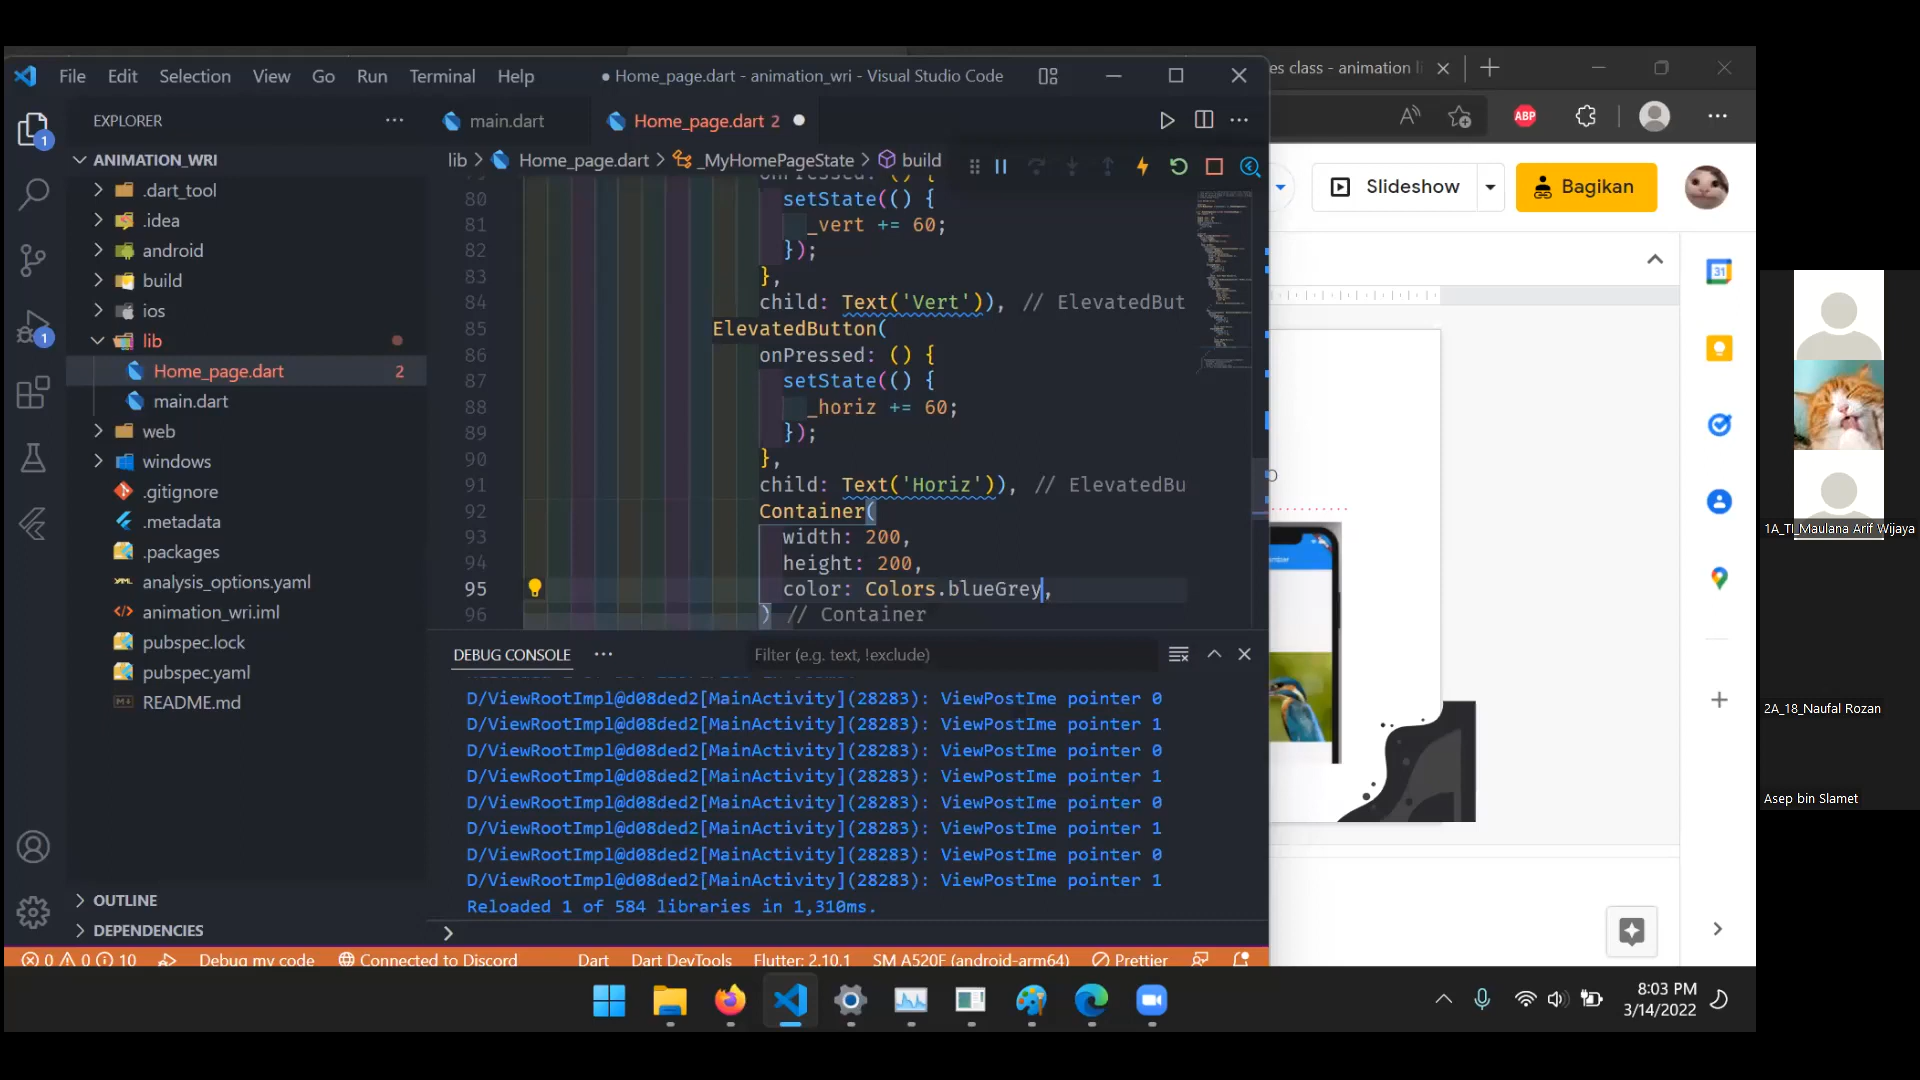 File Edit Selection View Go Run Terminal Help
● Home_page.dart - animation_wri - Visual Studio Code
es class - animation li
EXPLORER
main.dart
Home_page.dart 2
ABP
ANIMATION_WRI
lib > Home_page.dart > _MyHomePageState > build
.dart_tool
.idea
android
build
ios
lib
Home_page.dart 2
main.dart
web
windows
.gitignore
.metadata
.packages
analysis_options.yaml
animation_wri.iml
pubspec.lock
pubspec.yaml
README.md
OUTLINE
DEPENDENCIES
1
1
onPressed: () {
80 setState(() {
81 _vert += 60;
82 });
83 },
84 child: Text('Vert')), // ElevatedBut
85 ElevatedButton(
86 onPressed: () {
87 setState(() {
88 _horiz += 60;
89 });
90 },
91 child: Text('Horiz')), // ElevatedBu
92 Container(
93 width: 200,
94 height: 200,
95 color: Colors.blueGrey,
96 ) // Container
DEBUG CONSOLE
Filter (e.g. text, !exclude)
D/ViewRootImpl@d08ded2[MainActivity](28283): ViewPostIme pointer 0
D/ViewRootImpl@d08ded2[MainActivity](28283): ViewPostIme pointer 1
D/ViewRootImpl@d08ded2[MainActivity](28283): ViewPostIme pointer 0
D/ViewRootImpl@d08ded2[MainActivity](28283): ViewPostIme pointer 1
D/ViewRootImpl@d08ded2[MainActivity](28283): ViewPostIme pointer 0
D/ViewRootImpl@d08ded2[MainActivity](28283): ViewPostIme pointer 1
D/ViewRootImpl@d08ded2[MainActivity](28283): ViewPostIme pointer 0
D/ViewRootImpl@d08ded2[MainActivity](28283): ViewPostIme pointer 1
Reloaded 1 of 584 libraries in 1,310ms.
>
0 0 10 Debug my code Connected to Discord Dart Dart DevTools Flutter: 2.10.1 SM A520F (android-arm64) Prettier
Slideshow
Bagikan
31
1A_TI_Maulana Arif Wijaya
2A_18_Naufal Rozan
Asep bin Slamet
8:03 PM
3/14/2022